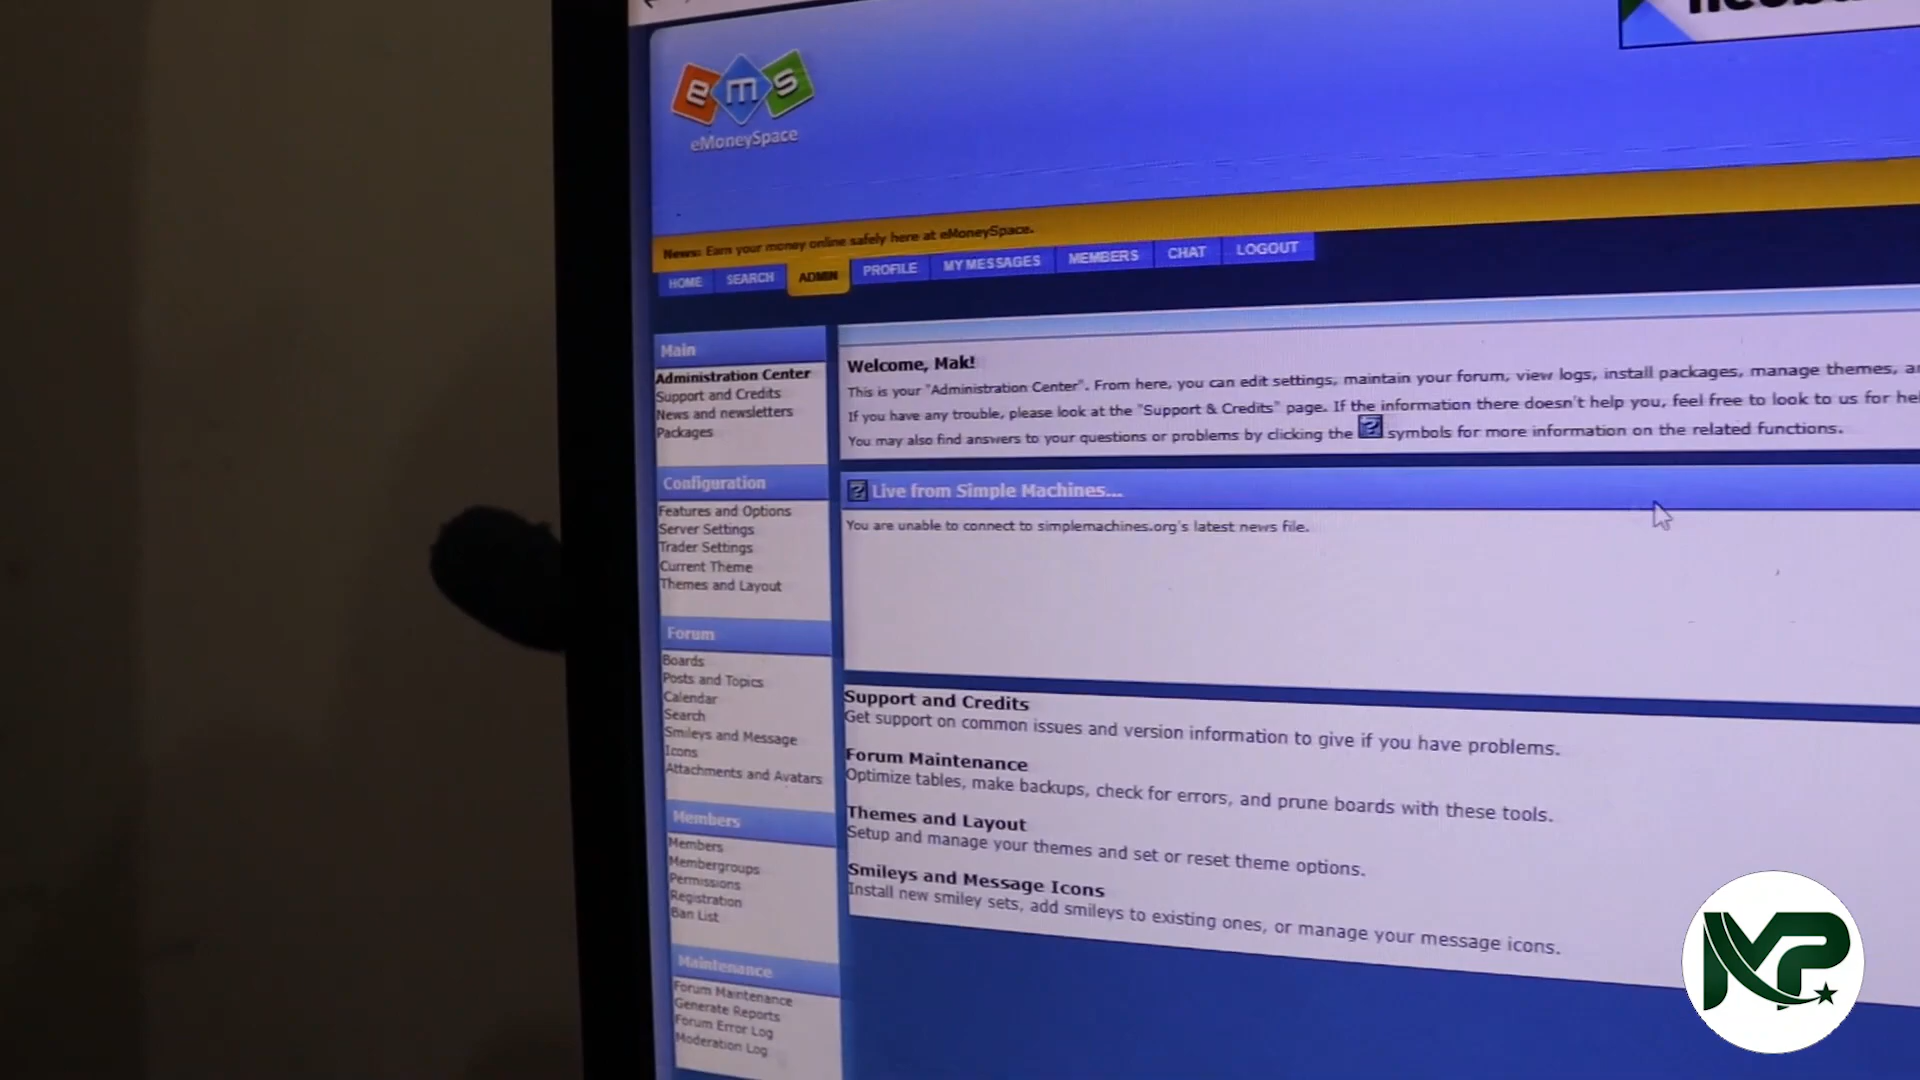 ems
eMoneySpace
News: Earn your money online safely here at eMoneySpace.
HOME SEARCH ADMIN PROFILE MY MESSAGES MEMBERS CHAT LOGOUT
Main
Administration Center
Support and Credits
News and newsletters
Packages
Configuration
Features and Options
Server Settings
Trader Settings
Current Theme
Themes and Layout
Forum
Boards
Posts and Topics
Calendar
Search
Smileys and Message
Icons
Attachments and Avatars
Members
Members
Membergroups
Permissions
Registration
Ban List
Maintenance
Forum Maintenance
Generate Reports
Forum Error Log
Moderation Log
Welcome, Mak!
This is your "Administration Center". From here, you can edit settings, maintain your forum, view logs, install packages, manage themes,
If you have any trouble, please look at the "Support & Credits" page. If the information there doesn't help you, feel free to look to us for
You may also find answers to your questions or problems by clicking the ? symbols for more information on the related functions.
? Live from Simple Machines...
You are unable to connect to simplemachines.org's latest news file.
Support and Credits
Get support on common issues and version information to give if you have problems.
Forum Maintenance
Optimize tables, make backups, check for errors, and prune boards with these tools.
Themes and Layout
Setup and manage your themes and set or reset theme options.
Smileys and Message Icons
Install new smiley sets, add smileys to existing ones, or manage your message icons.